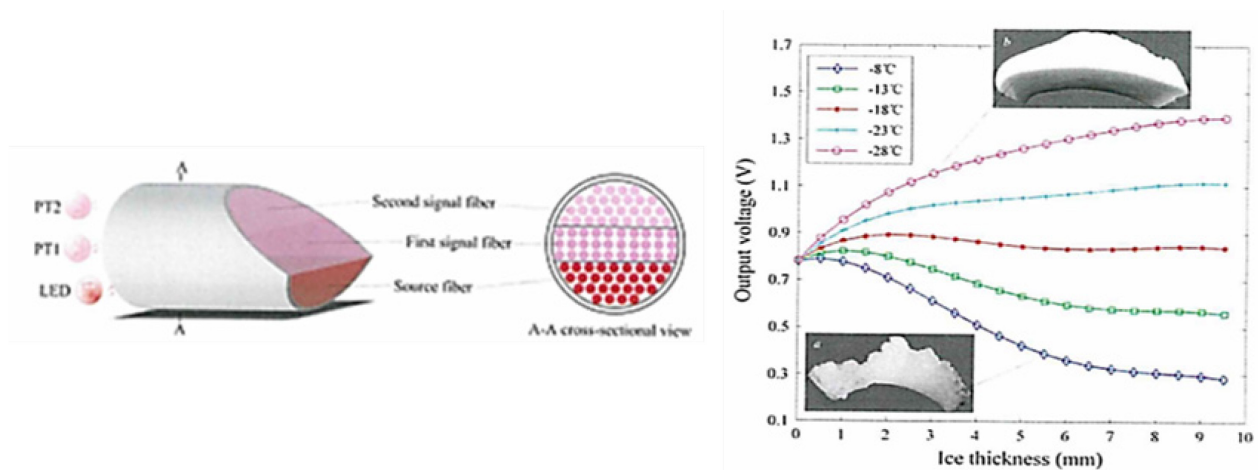 A
PT2
PT1
LED
Second signal fiber
First signal fiber
Source fiber
A
A-A cross-sectional view
1.7
1.5
1.3
1.1
0.9
0.7
0.5
0.3
0.1
Output voltage (V)
-8℃
-13℃
-18℃
-23℃
-28℃
b
a
0 1 2 3 4 5 6 7 8 9 10
Ice thickness (mm)